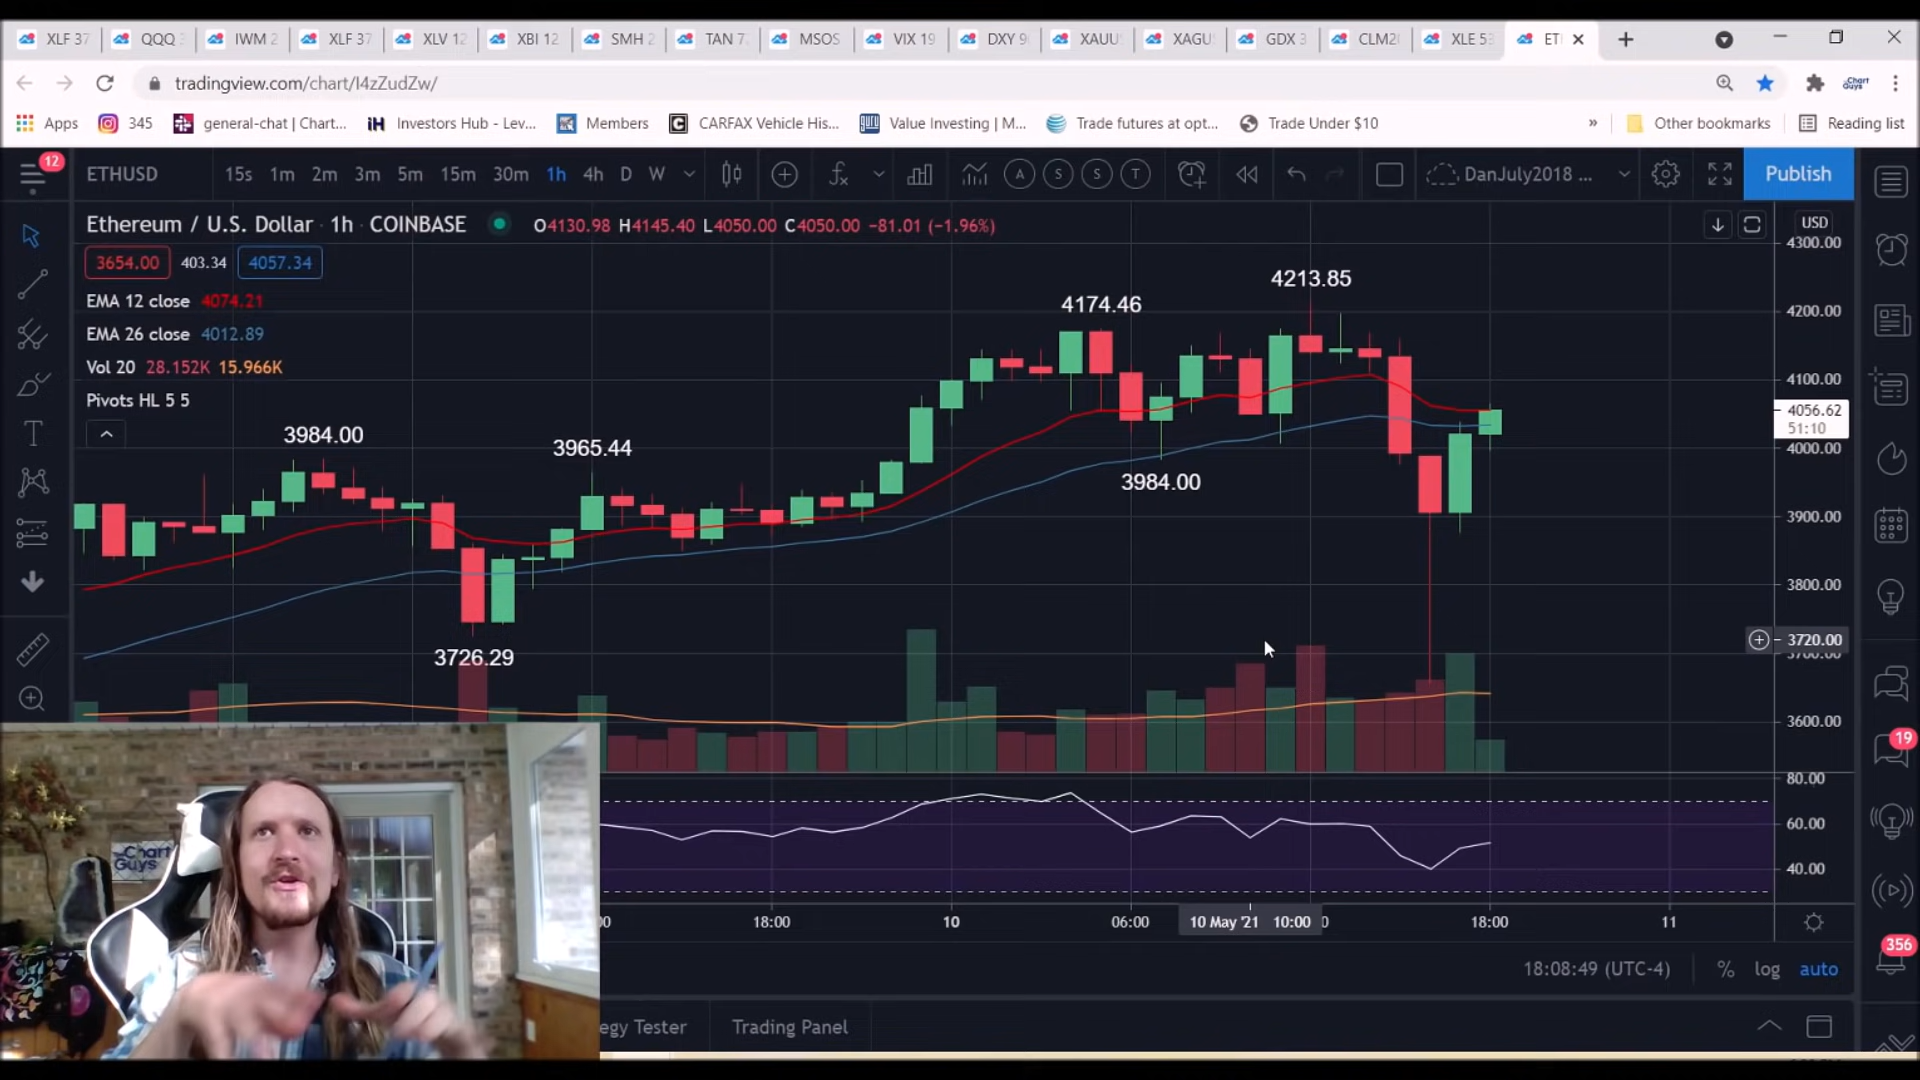 XLF 37 QQQ 3 IWM 2 XLF 37 XLV 12 XBI 12 SMH 2 TAN 7 MSOS VIX 19 DXY 9 XAUU XAGU GDX 3 CLM2 XLE 53 ET
tradingview.com/chart/I4zZudZw/
Apps 345 general-chat | Chart... Investors Hub - Lev... Members CARFAX Vehicle His... Value Investing | M... Trade futures at opt... Trade Under $10 » Other bookmarks Reading list
12 ETHUSD 15s 1m 2m 3m 5m 15m 30m 1h 4h D W A S S T DanJuly2018 ... Publish
Ethereum / U.S. Dollar · 1h · COINBASE O4130.98 H4145.40 L4050.00 C4050.00 −81.01 (−1.96%) USD
4300.00
3654.00 403.34 4057.34
4213.85
EMA 12 close 4074.21
4174.46
4200.00
EMA 26 close 4012.89
Vol 20 28.152K 15.966K
4100.00
Pivots HL 5 5
4056.62
51:10
3984.00
3965.44
4000.00
3984.00
3900.00
3800.00
3720.00
3726.29
3600.00
19
80.00
60.00
Chart
Guys
40.00
18:00 10 06:00 10 May '21 10:00 18:00 11
356
18:08:49 (UTC-4) % log auto
egy Tester Trading Panel